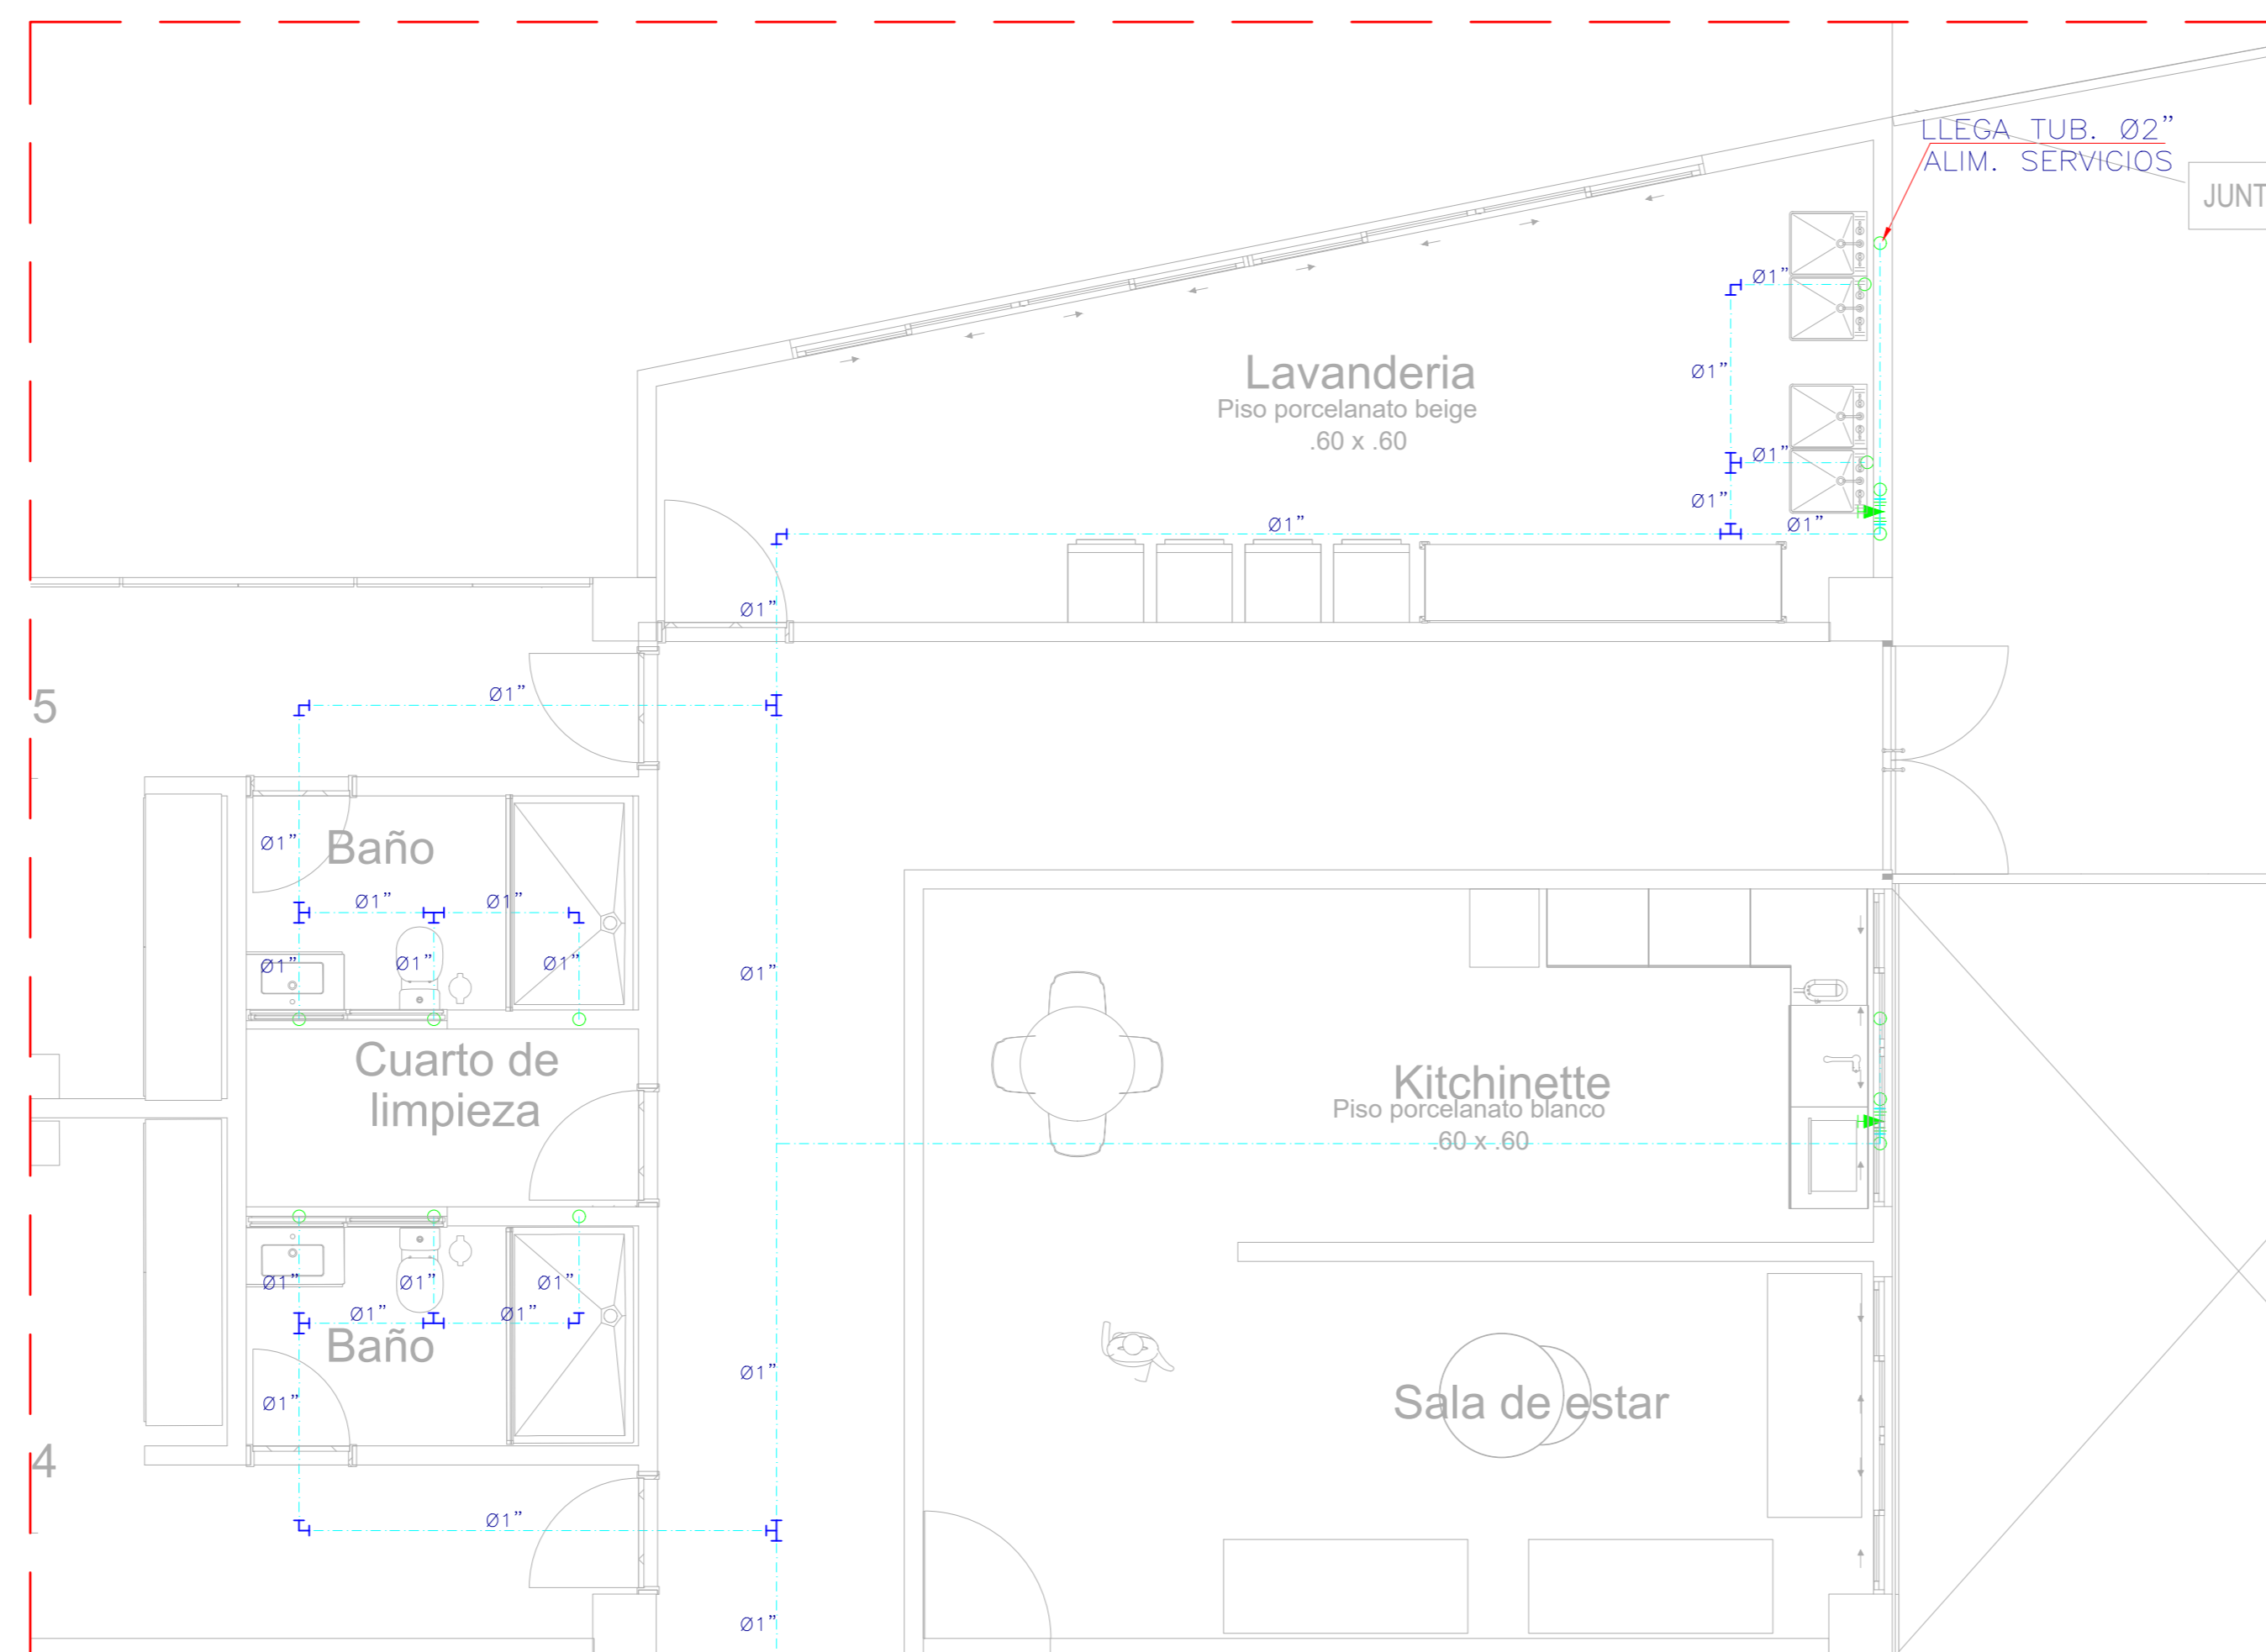 LLEGA TUB. Ø2"
ALIM. SERVICIOS
JUNT
Ø1"
Lavanderia
Piso porcelanato beige
.60 x .60
Ø1"
Ø1"
Ø1"
Ø1"
Ø1"
Ø1"
5
Ø1"
Baño
Ø1"
Ø1"
Ø1"
Ø1"
Ø1"
Ø1"
Ø1"
Cuarto de
limpieza
Kitchinette
Piso porcelanato blanco
.60 x .60
Ø1"
Ø1"
Ø1"
Ø1"
Ø1"
Baño
Ø1"
Ø1"
Sala de estar
4
Ø1"
Ø1"